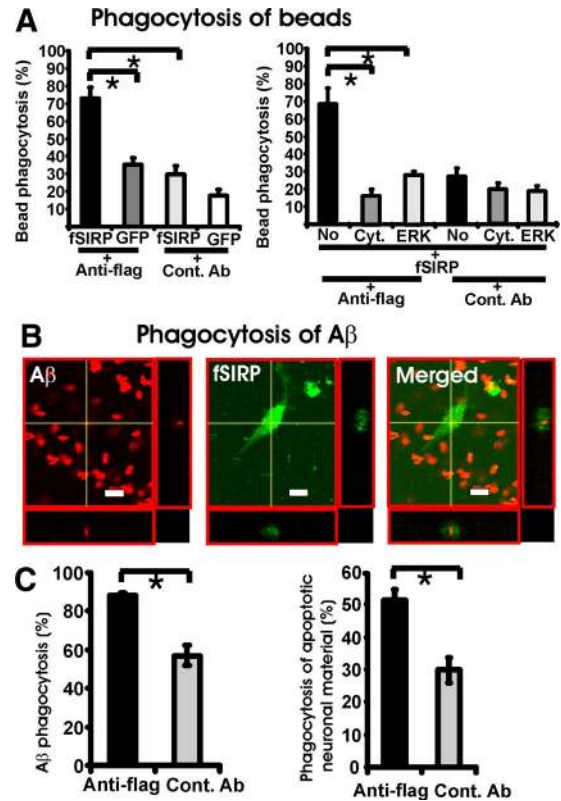 A Phagocytosis of beads
Bead phagocytosis (%)
100
90
80
70
60
50
40
30
20
10
*
*
fSIRP GFP fSIRP GFP
+ +
Anti-flag Cont. Ab
Bead phagocytosis (%)
100
90
80
70
60
50
40
30
20
10
*
*
No Cyt. ERK No Cyt. ERK
+
fSIRP
+ +
Anti-flag Cont. Ab
B Phagocytosis of Aβ
Aβ fSIRP Merged
C
Aβ phagocytosis (%)
100
80
60
40
20
0
*
Anti-flag Cont. Ab
Phagocytosis of apoptotic
neuronal material (%)
60
50
40
30
20
10
0
*
Anti-flag Cont. Ab